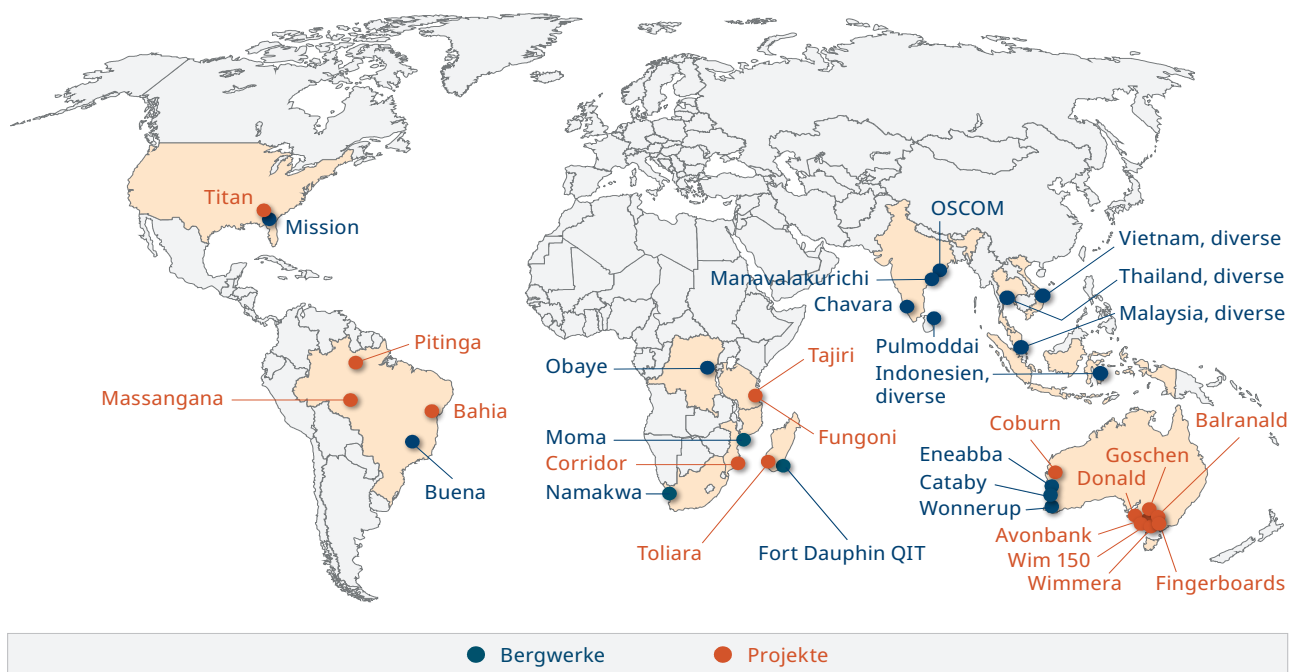 Titan
Mission
Pitinga
Massangana
Bahia
Buena
Obaye
Moma
Corridor
Namakwa
Toliara
Fort Dauphin QIT
Tajiri
Fungoni
OSCOM
Manavalakurichi
Chavara
Pulmoddai
Indonesien,
diverse
Vietnam, diverse
Thailand, diverse
Malaysia, diverse
Coburn
Balranald
Eneabba
Goschen
Cataby
Donald
Wonnerup
Avonbank
Wim 150
Wimmera
Fingerboards
Bergwerke
Projekte